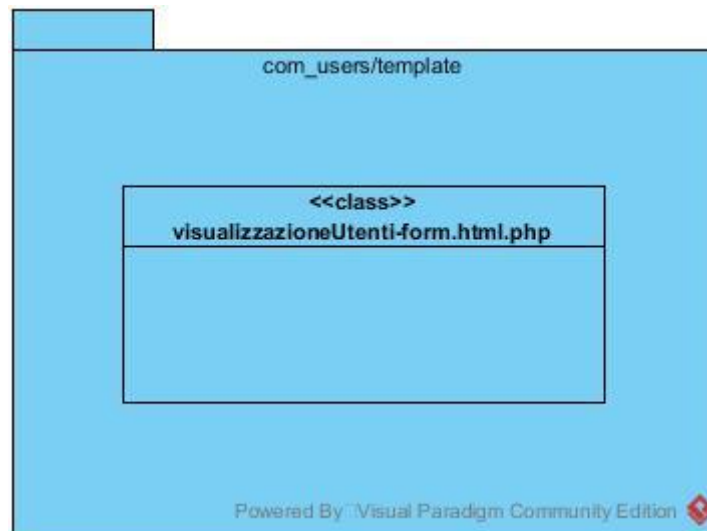 com_users/template
<<class>>
visualizzazioneUtenti-form.html.php
Powered By Visual Paradigm Community Edition